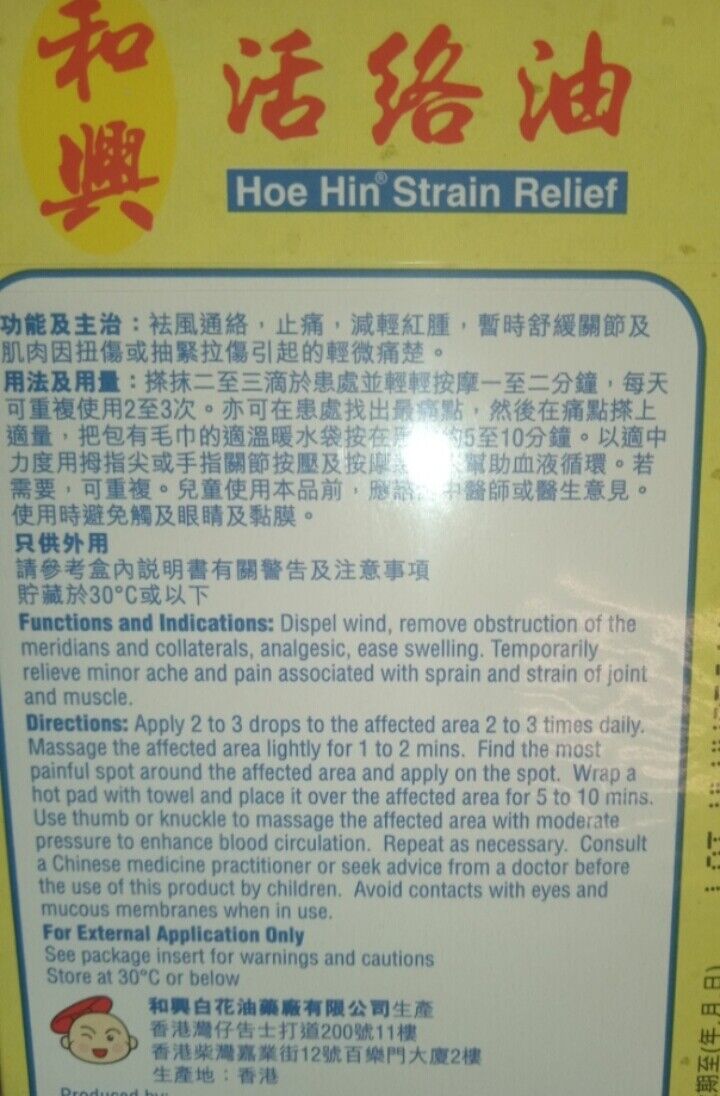 和興
活絡油
Hoe Hin® Strain Relief
功能及主治：袪風通絡，止痛，減輕紅腫，暫時舒緩關節及
肌肉因扭傷或抽緊拉傷引起的輕微痛楚。
用法及用量：搽抹二至三滴於患處並輕輕按摩一至二分鐘，每天
可重複使用2至3次。亦可在患處找出最痛點，然後在痛點搽上
適量，把包有毛巾的適溫暖水袋按在 5至10分鐘。以適中
力度用拇指尖或手指關節按壓及按摩 幫助血液循環。若
需要，可重複。兒童使用本品前，應 中醫師或醫生意見。
使用時避免觸及眼睛及黏膜。
只供外用
請參考盒內説明書有關警告及注意事項
貯藏於30°C或以下
Functions and Indications: Dispel wind, remove obstruction of the
meridians and collaterals, analgesic, ease swelling. Temporarily
relieve minor ache and pain associated with sprain and strain of joint
and muscle.
Directions: Apply 2 to 3 drops to the affected area 2 to 3 times daily.
Massage the affected area lightly for 1 to 2 mins. Find the most
painful spot around the affected area and apply on the spot. Wrap a
hot pad with towel and place it over the affected area for 5 to 10 mins.
Use thumb or knuckle to massage the affected area with moderate
pressure to enhance blood circulation. Repeat as necessary. Consult
a Chinese medicine practitioner or seek advice from a doctor before
the use of this product by children. Avoid contacts with eyes and
mucous membranes when in use.
For External Application Only
See package insert for warnings and cautions
Store at 30°C or below
和興白花油藥廠有限公司生產
香港灣仔告士打道200號11樓
香港柴灣嘉業街12號百樂門大廈2樓
生產地：香港
Produced by:
期至(年,月,日)